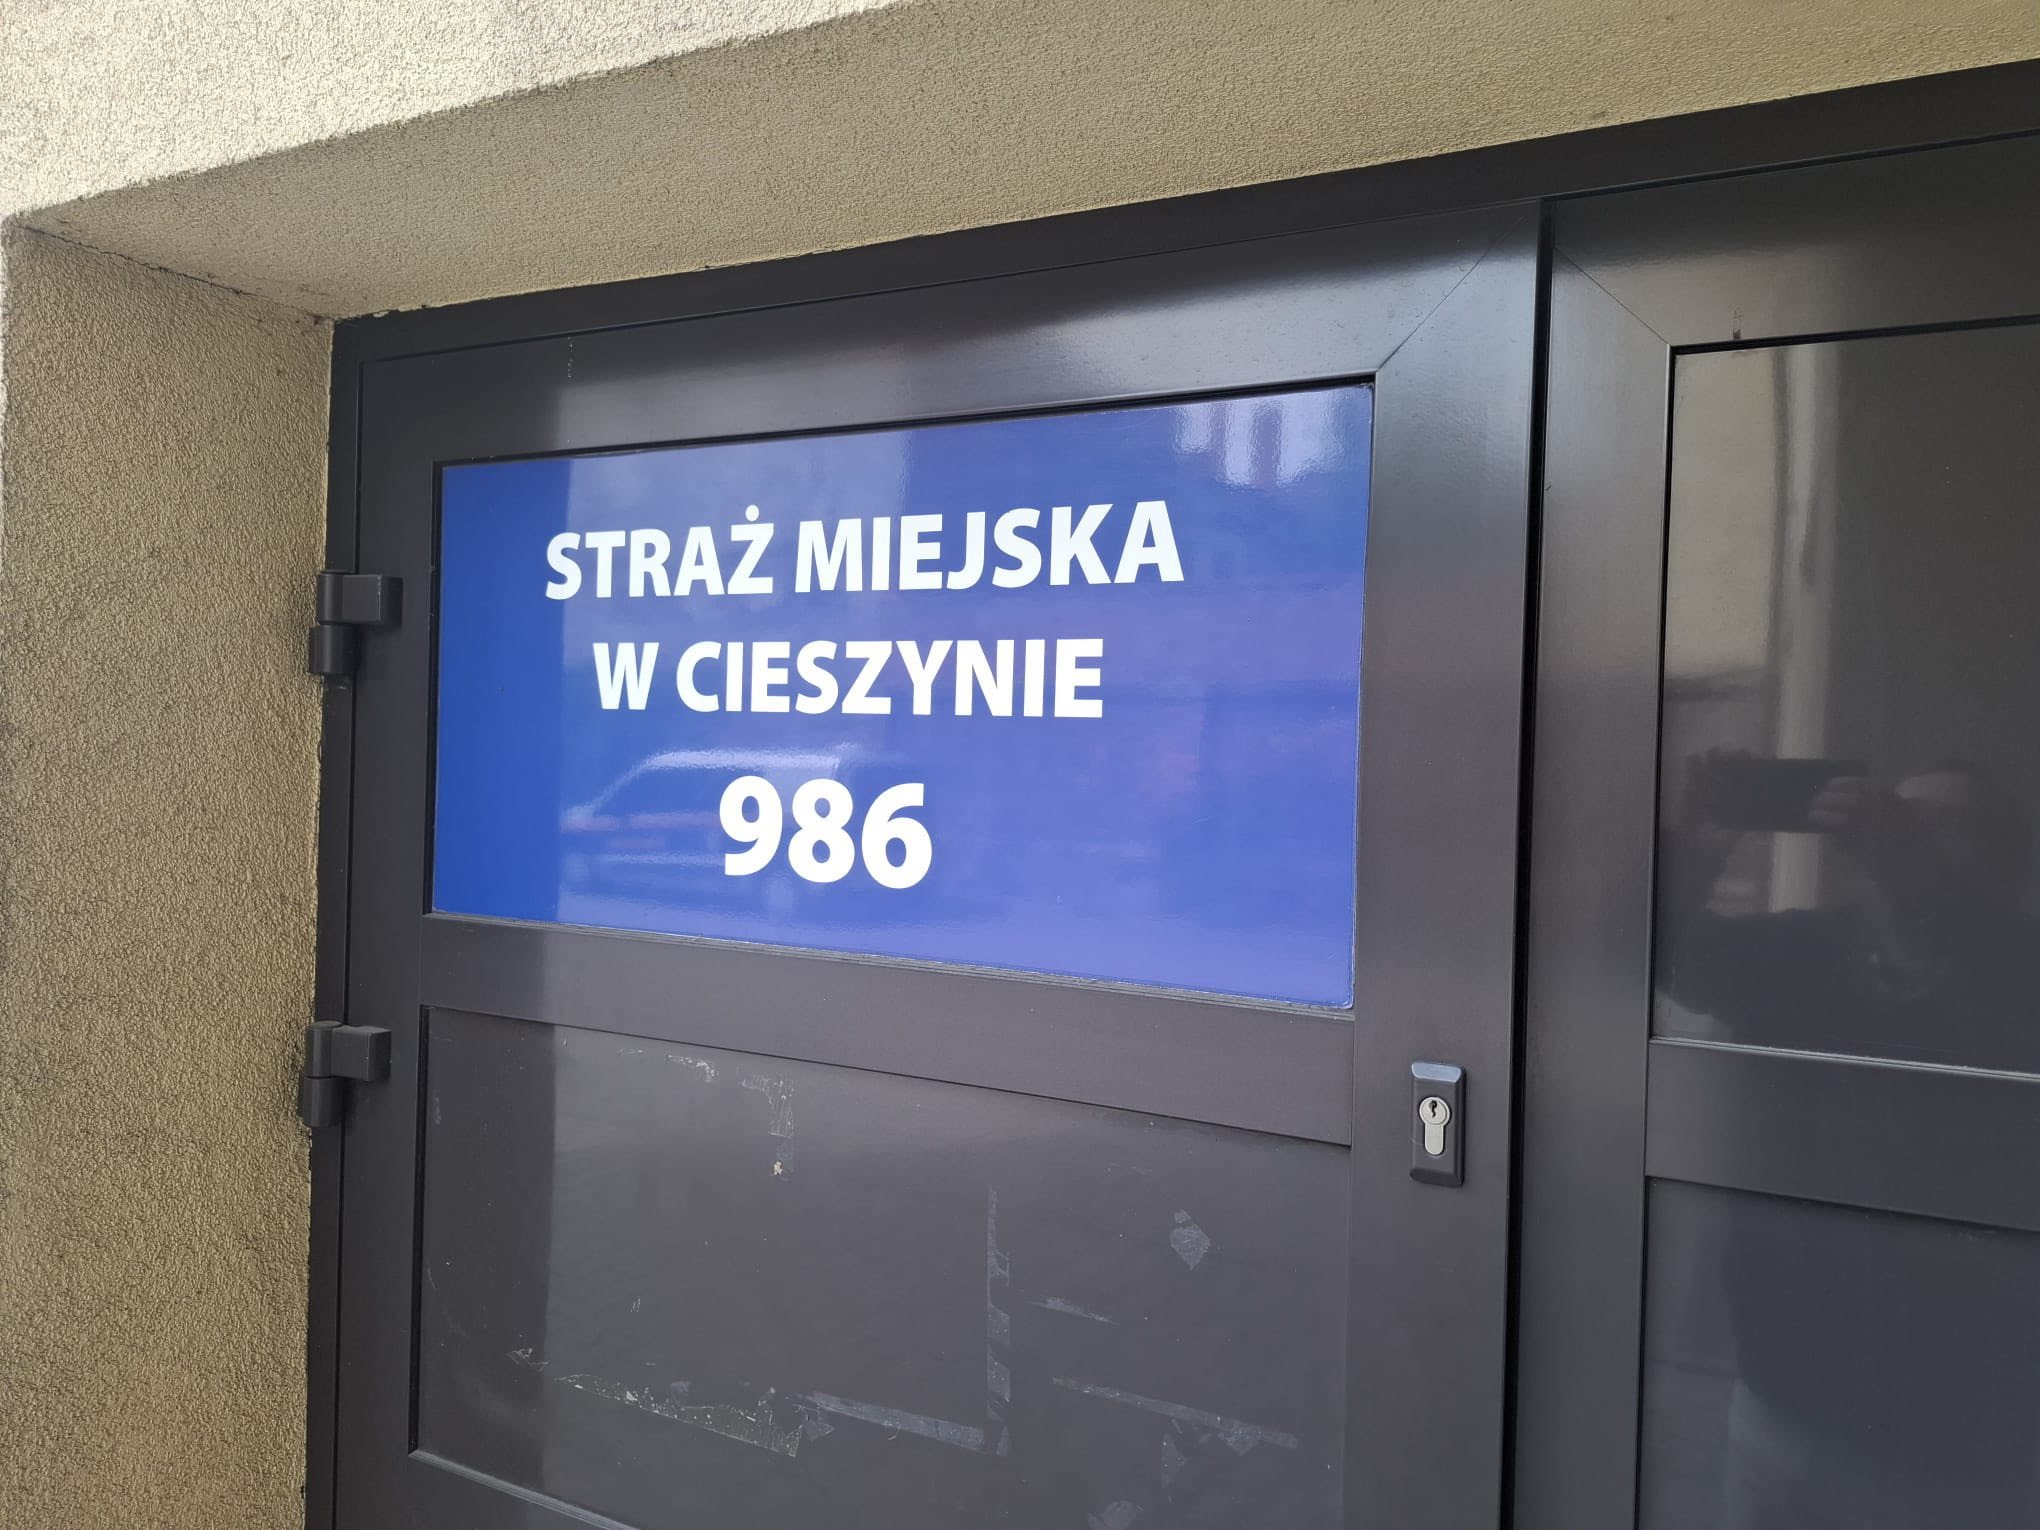 STRAŻ MIEJSKA
W CIESZYNIE
986